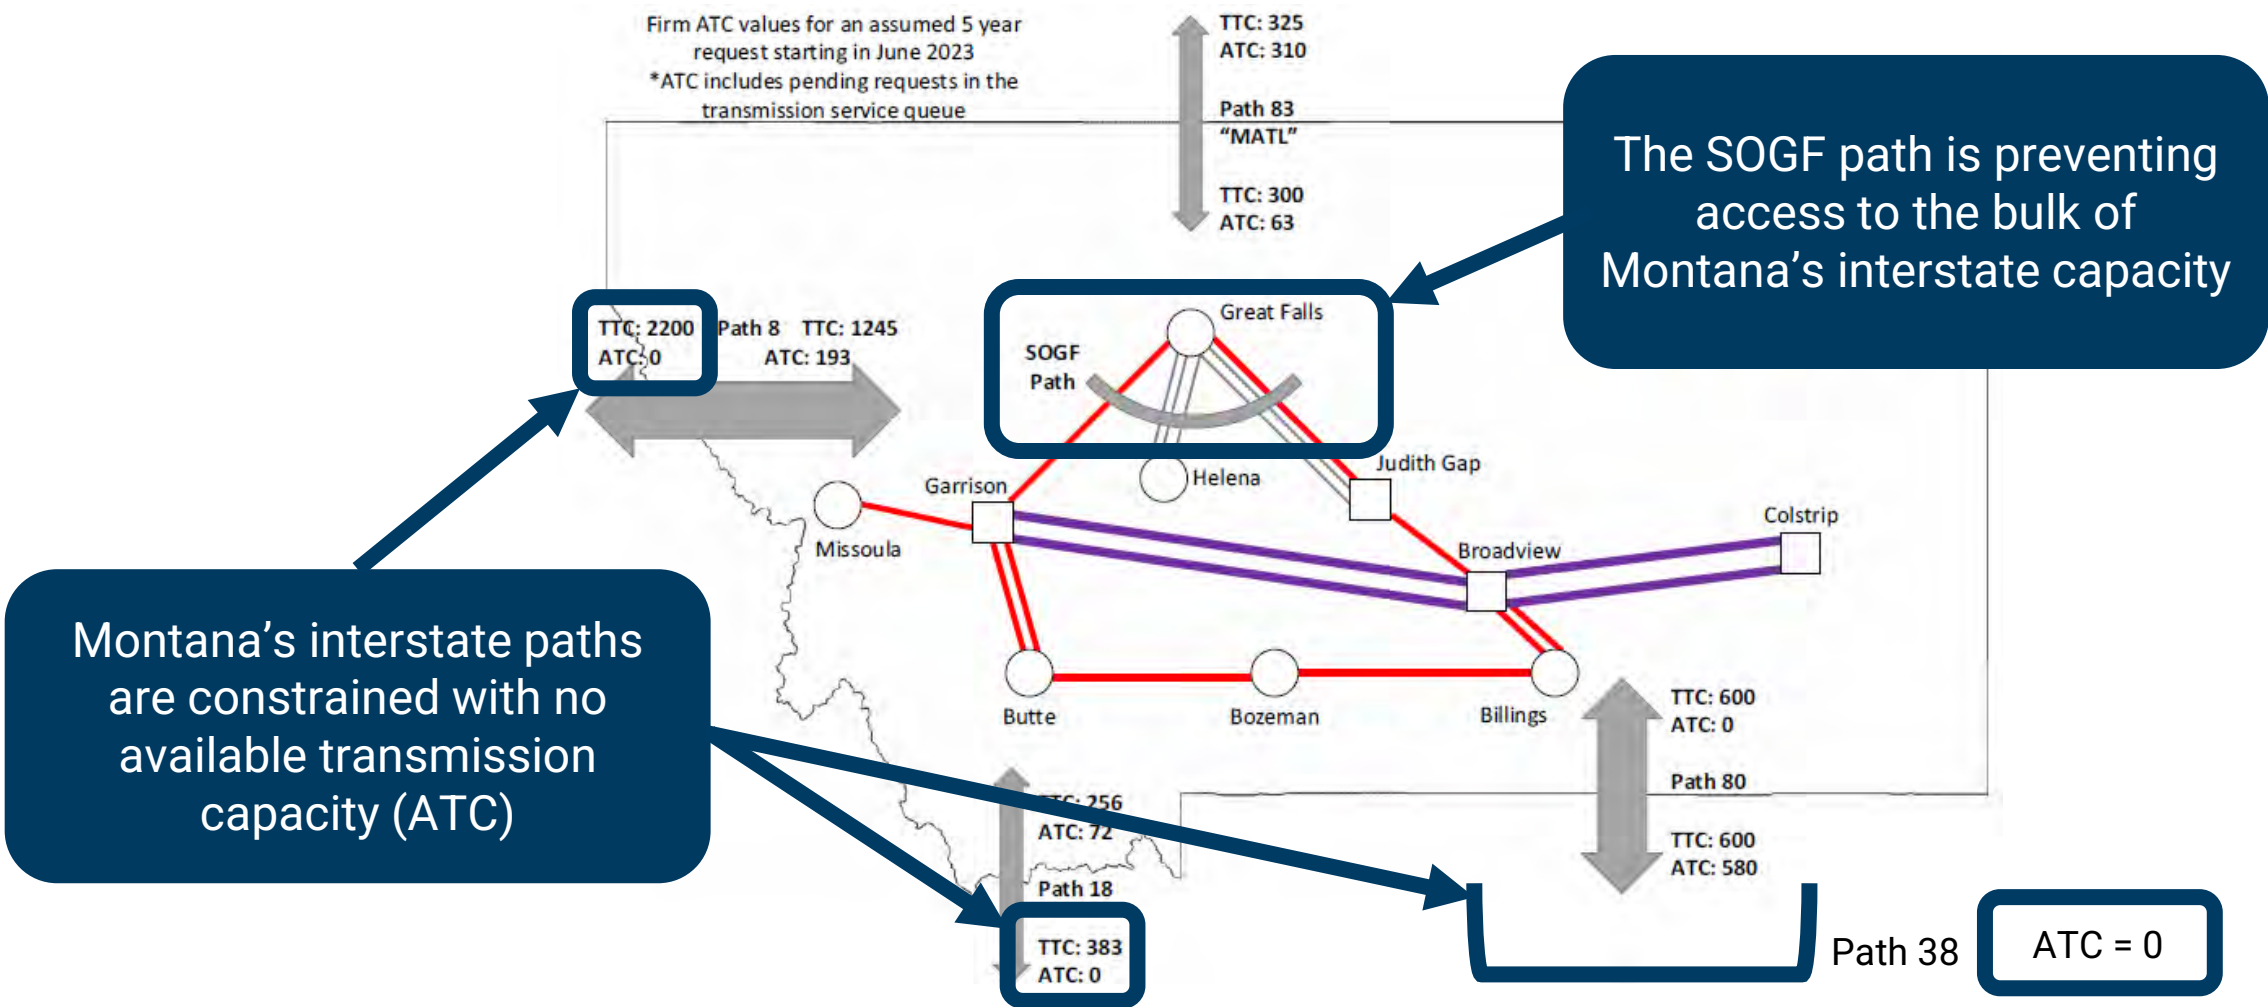 Firm ATC values for an assumed 5 year
request starting in June 2023
*ATC includes pending requests in the
transmission service queue
TTC: 325
ATC: 310
Path 83
“MATL”
TTC: 300
ATC: 63
The SOGF path is preventing
access to the bulk of
Montana’s interstate capacity
TTC: 2200
ATC: 0
Path 8
TTC: 1245
ATC: 193
Great Falls
SOGF
Path
Judith Gap
Helena
Garrison
Colstrip
Broadview
Missoula
Montana’s interstate paths
are constrained with no
available transmission
capacity (ATC)
Butte
Bozeman
Billings
TTC: 600
ATC: 0
Path 80
TTC: 600
ATC: 580
TTC: 256
ATC: 72
Path 18
TTC: 383
ATC: 0
Path 38
ATC = 0